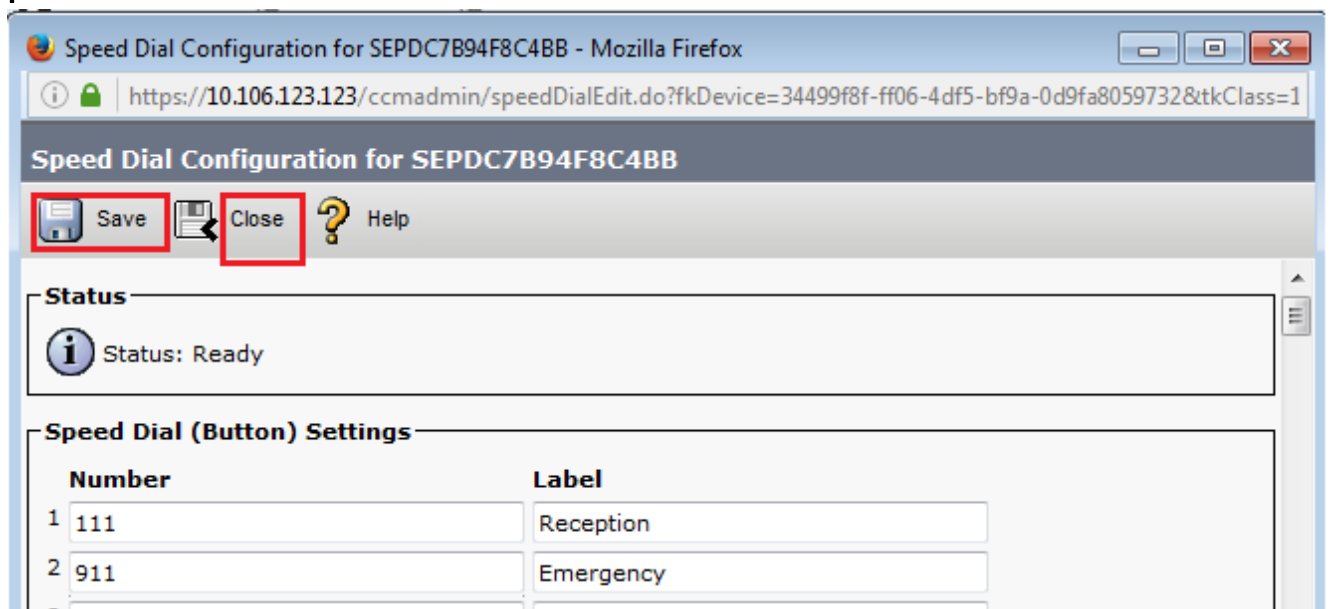 Speed Dial Configuration for SEPDC7B94F8C4BB - Mozilla Firefox
https://10.106.123.123/ccmadmin/speedDialEdit.do?fkDevice=34499f8f-ff06-4df5-bf9a-0d9fa8059732&tkClass=1
Speed Dial Configuration for SEPDC7B94F8C4BB
Save Close Help
Status
Status: Ready
Speed Dial (Button) Settings
Number Label
1 111 Reception
2 911 Emergency